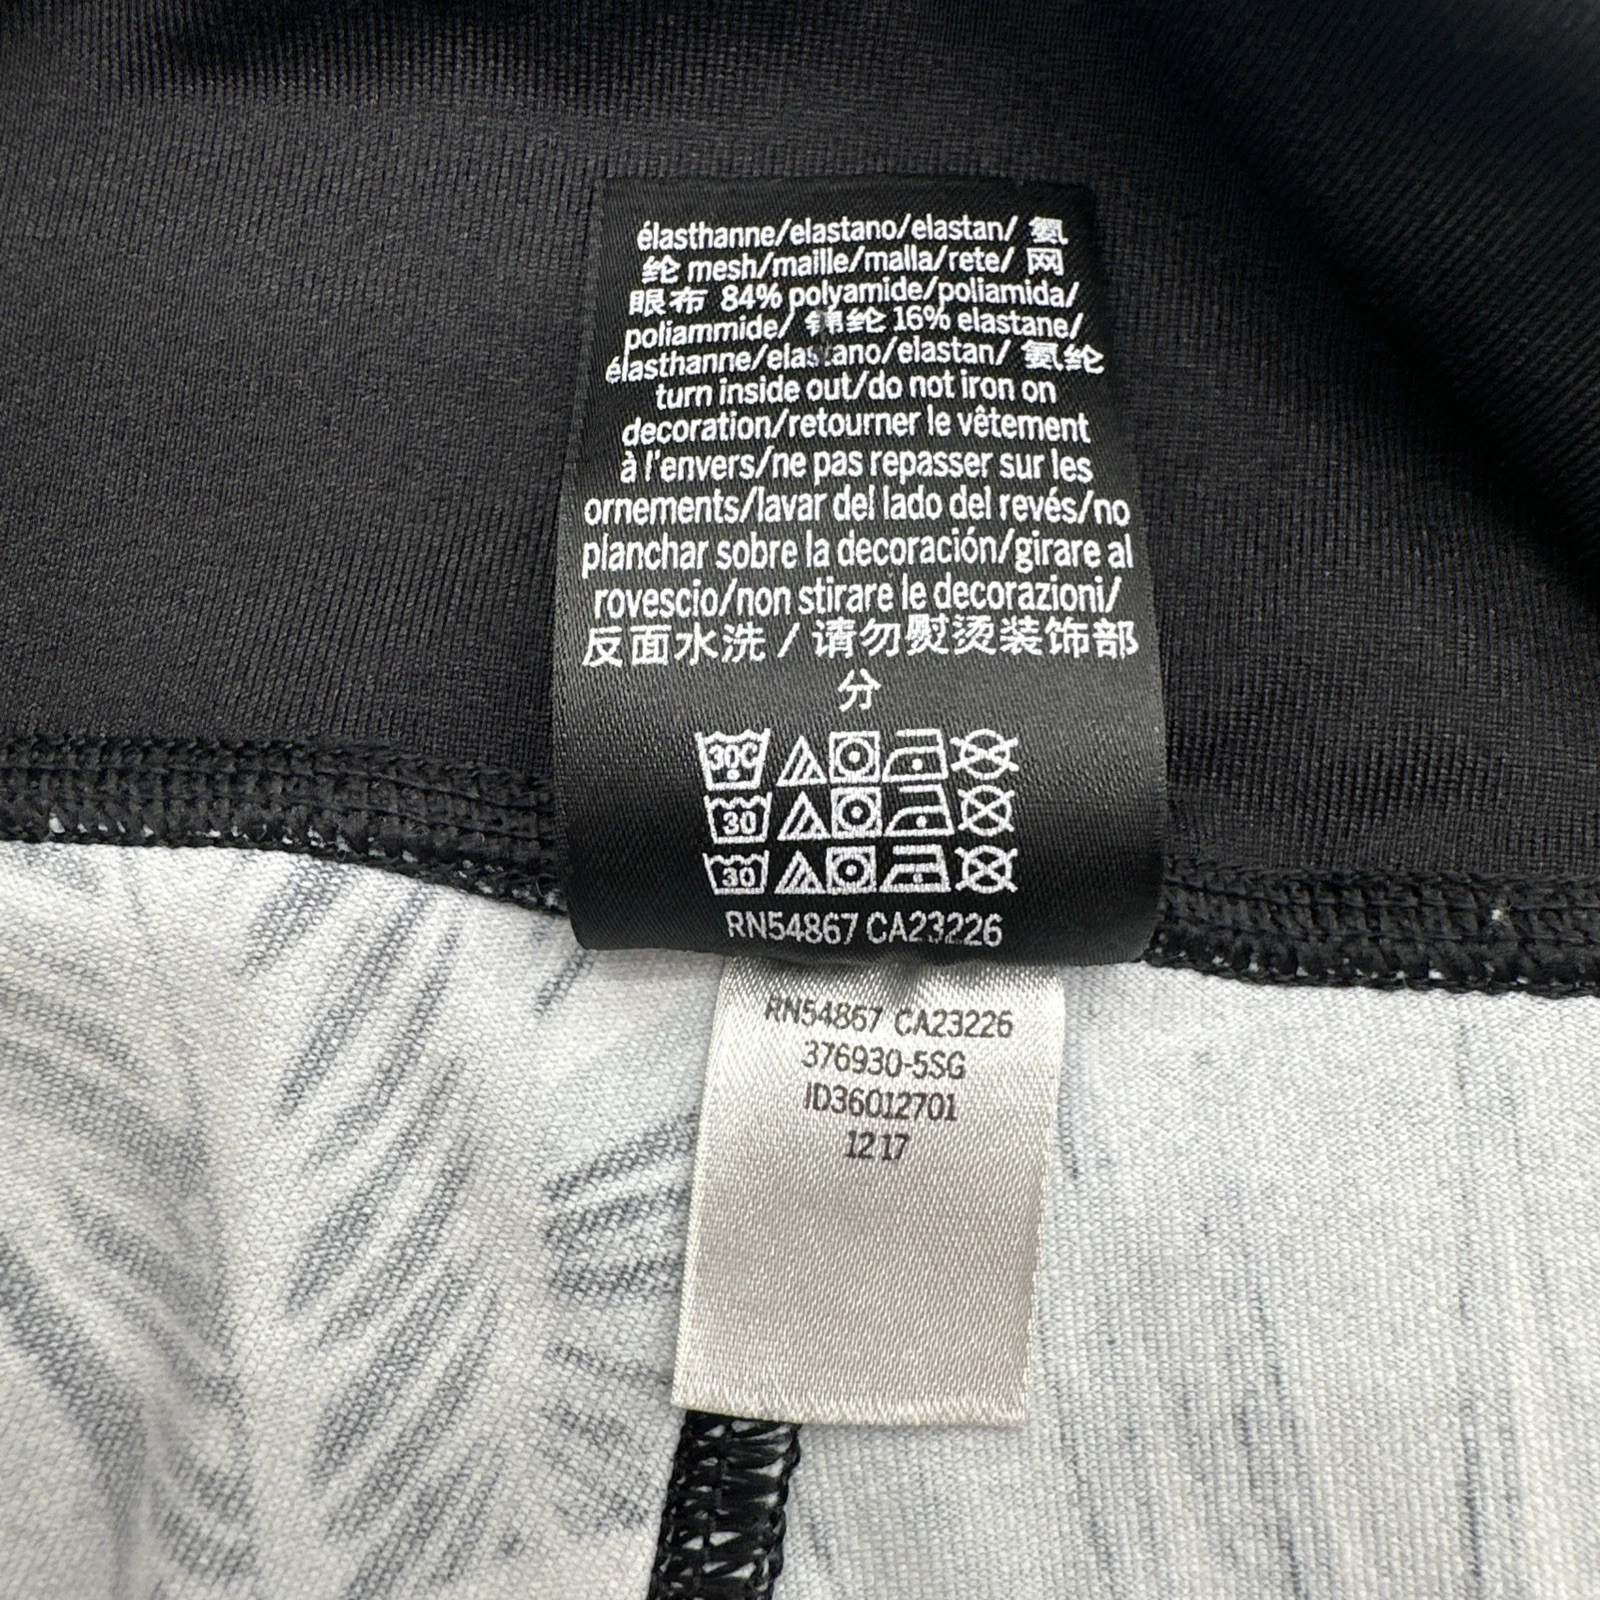 élasthanne/elastano/elastan/ 氨
纶 mesh/maille/malla/rete/ 网
眼布 84% polyamide/poliamida/
poliammide/ 锦纶 16% elastane/
élasthanne/elastano/elastan/ 氨纶
turn inside out/do not iron on
decoration/retourner le vêtement
à l'envers/ne pas repasser sur les
ornements/lavar del lado del revés/no
planchar sobre la decoración/girare al
rovescio/non stirare le decorazioni/
反面水洗 / 请勿熨烫装饰部
分
30C
30
30
RN54867 CA23226
RN54867 CA23226
376930-5SG
ID36012701
12 17